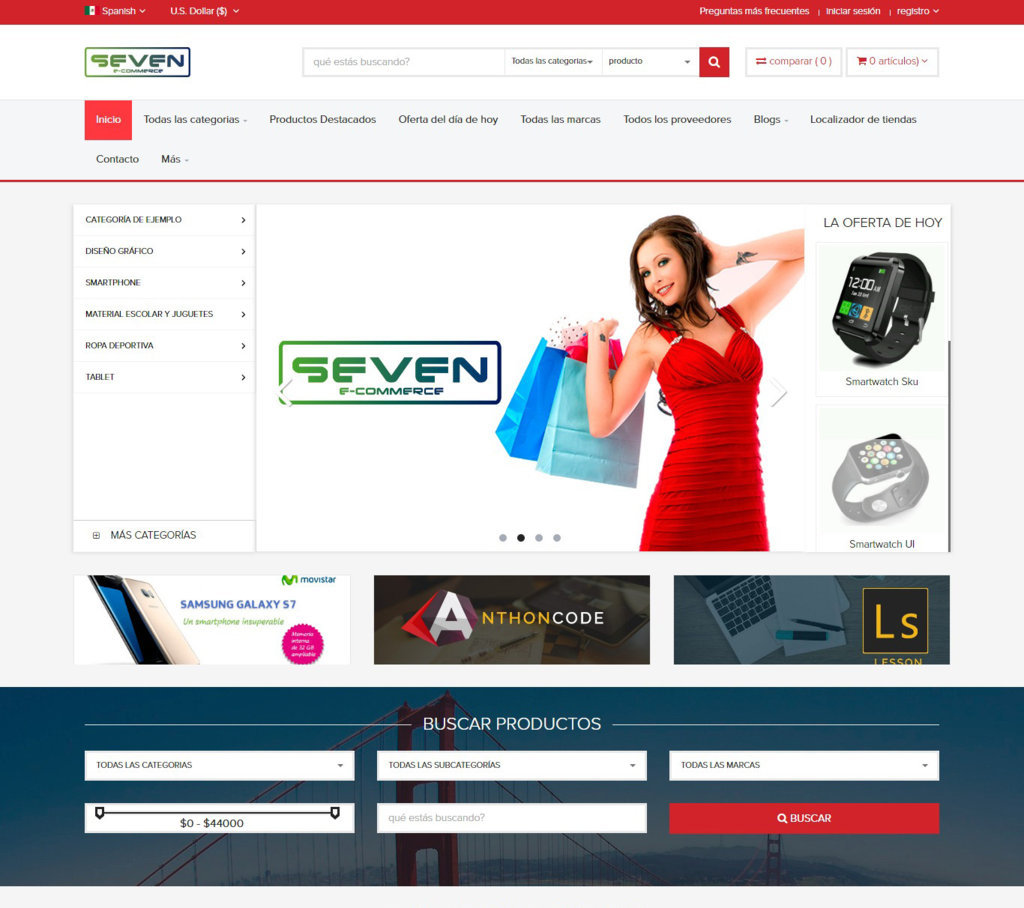 Spanish U.S. Dollar ($) Preguntas más frecuentes | iniciar sesión | registro
SEVEN
E-COMMERCE
qué estás buscando? Todas las categorias producto comparar ( 0 ) 0 artículos)
Inicio Todas las categorias Productos Destacados Oferta del día de hoy Todas las marcas Todos los proveedores Blogs Localizador de tiendas
Contacto Más
CATEGORÍA DE EJEMPLO
DISEÑO GRÁFICO
SMARTPHONE
MATERIAL ESCOLAR Y JUGUETES
ROPA DEPORTIVA
TABLET
MÁS CATEGORÍAS
SEVEN
E-COMMERCE
LA OFERTA DE HOY
12:00 AM
Smartwatch Sku
Smartwatch UI
movistar
SAMSUNG GALAXY S7
Un smartphone insuperable
Memoria
interna
de 32 GB
ampliable
ANTHONCODE
Ls
LESSON
BUSCAR PRODUCTOS
TODAS LAS CATEGORIAS TODAS LAS SUBCATEGORÍAS TODAS LAS MARCAS
$0 - $44000 qué estás buscando? BUSCAR